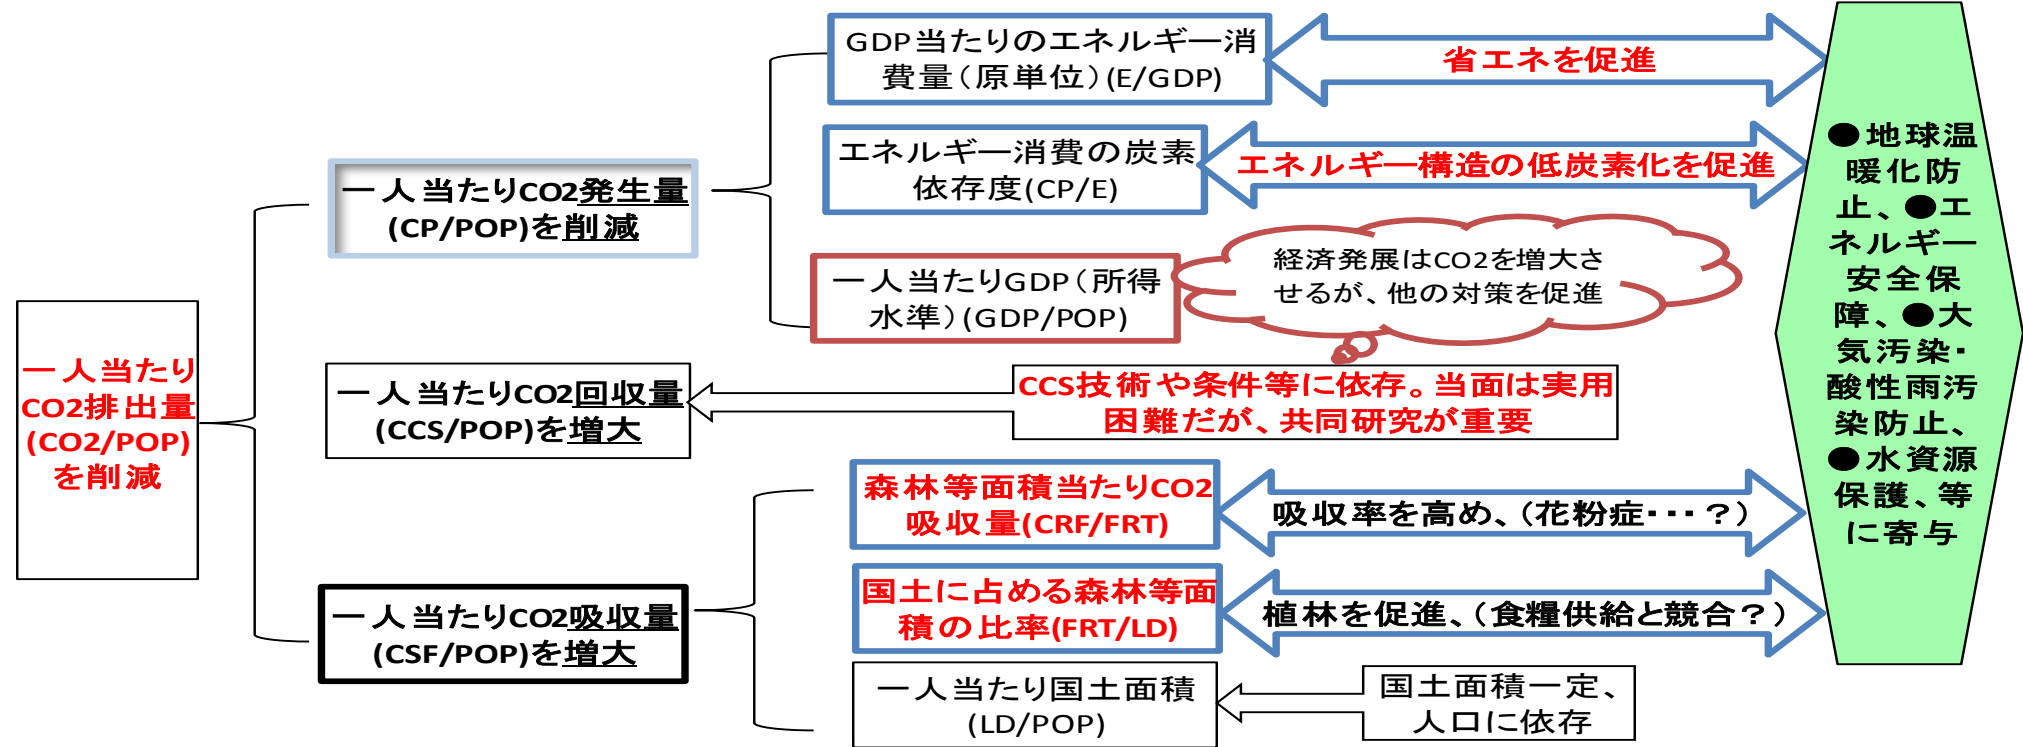 一人当たり
CO2排出量
(CO2/POP)
を削減
一人当たりCO2発生量
(CP/POP)を削減
一人当たりCO2回収量
(CCS/POP)を増大
一人当たりCO2吸収量
(CSF/POP)を増大
GDP当たりのエネルギー消
費量（原単位）(E/GDP)
エネルギー消費の炭素
依存度(CP/E)
一人当たりGDP（所得
水準）(GDP/POP)
経済発展はCO2を増大さ
せるが、他の対策を促進
CCS技術や条件等に依存。当面は実用
困難だが、共同研究が重要
森林等面積当たりCO2
吸収量(CRF/FRT)
国土に占める森林等面
積の比率(FRT/LD)
一人当たり国土面積
(LD/POP)
省エネを促進
エネルギー構造の低炭素化を促進
吸収率を高め、（花粉症・・・？）
植林を促進、（食糧供給と競合？）
国土面積一定、
人口に依存
●地球温
暖化防
止、●エ
ネルギー
安全保
障、●大
気汚染・
酸性雨汚
染防止、
●水資源
保護、等
に寄与